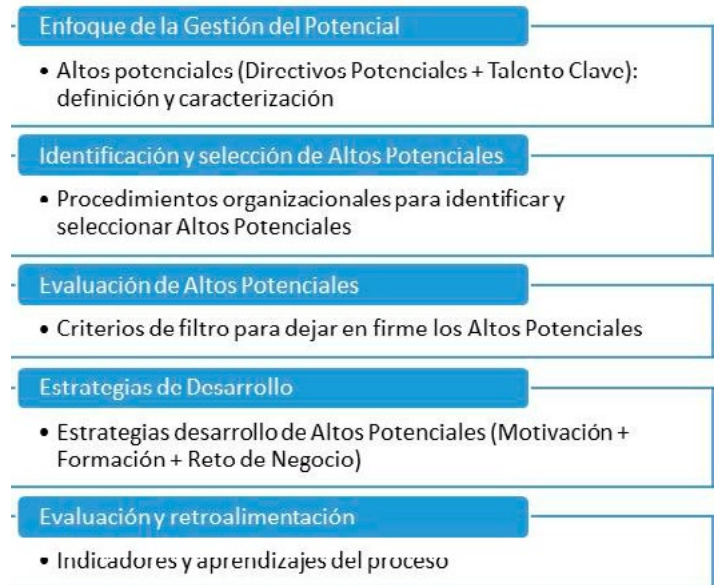 Enfoque de la Gestión del Potencial
• Altos potenciales (Directivos Potenciales + Talento Clave):
definición y caracterización
Identificación y selección de Altos Potenciales
• Procedimientos organizacionales para identificar y
seleccionar Altos Potenciales
Evaluación de Altos Potenciales
• Criterios de filtro para dejar en firme los Altos Potenciales
Estrategias de Desarrollo
• Estrategias desarrollo de Altos Potenciales (Motivación +
Formación + Reto de Negocio)
Evaluación y retroalimentación
• Indicadores y aprendizajes del proceso